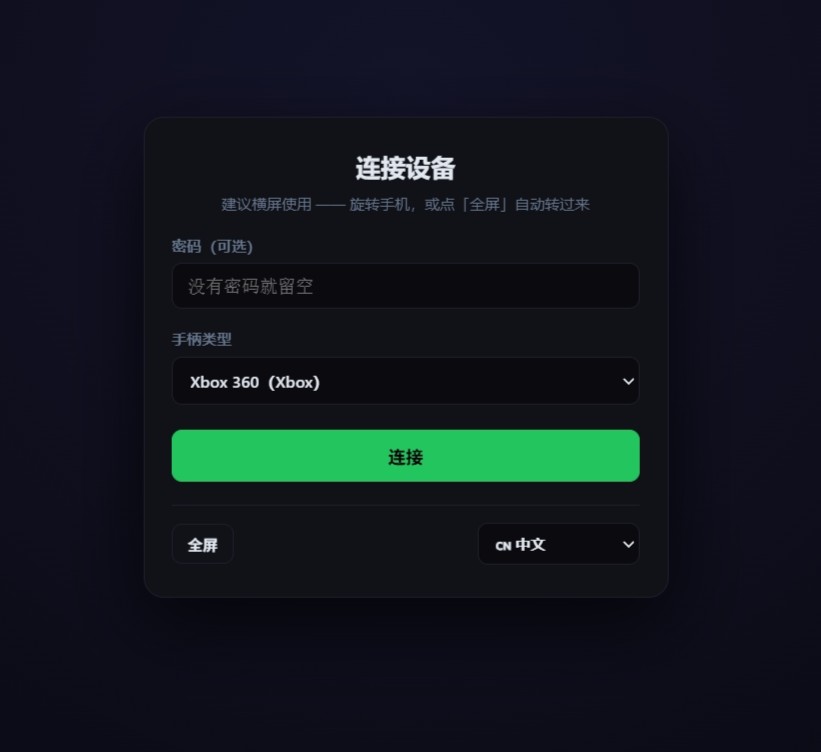 连接设备
建议横屏使用 —— 旋转手机，或点「全屏」自动转过来
密码（可选）
没有密码就留空
手柄类型
Xbox 360（Xbox）
连接
全屏
CN 中文